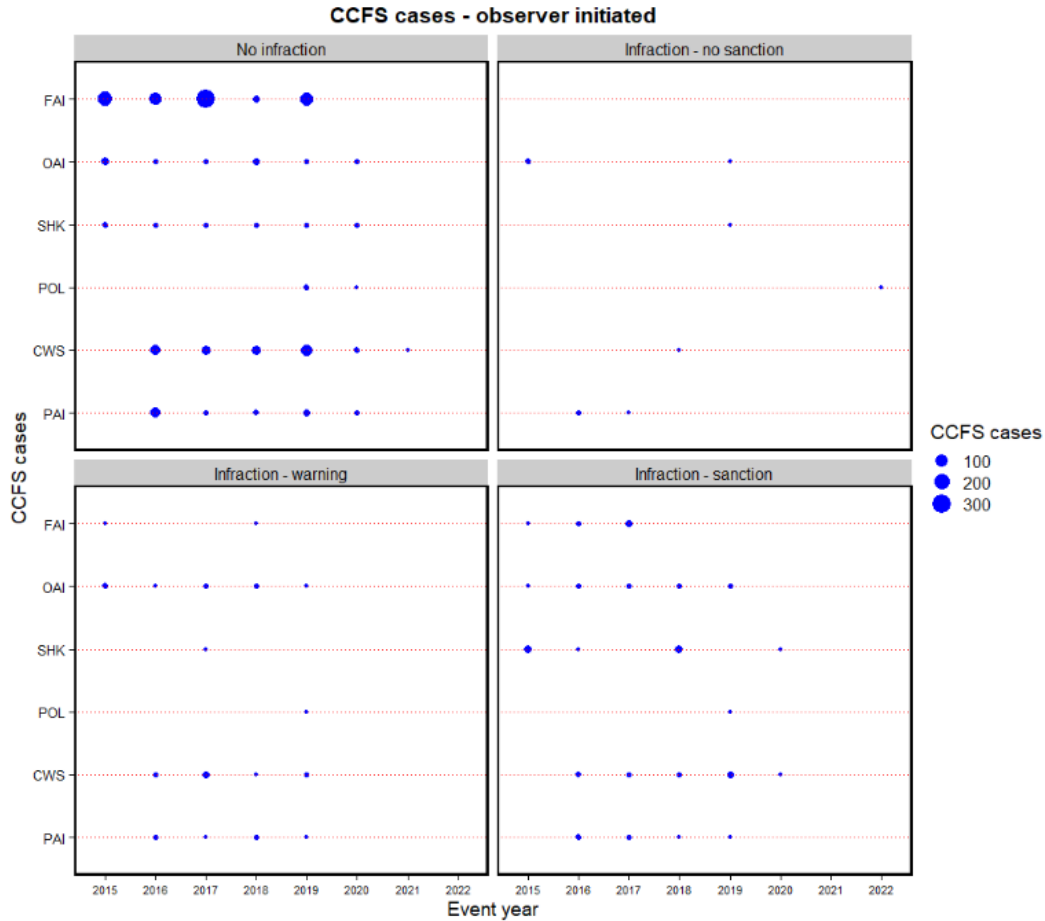 CCFS cases - observer initiated
No infraction
Infraction - no sanction
FAI
OAI
SHK
POL
CWS
PAI
Infraction - warning
Infraction - sanction
FAI
OAI
SHK
POL
CWS
PAI
CCFS cases
2015 2016 2017 2018 2019 2020 2021 2022
2015 2016 2017 2018 2019 2020 2021 2022
Event year
CCFS cases
100
200
300